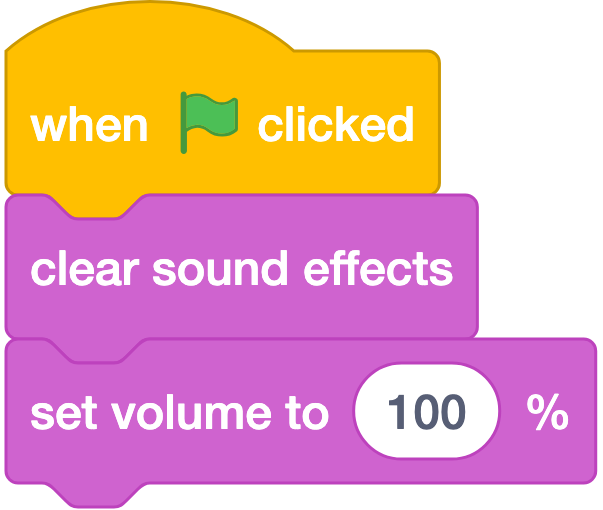 when clicked
clear sound effects
set volume to 100 %